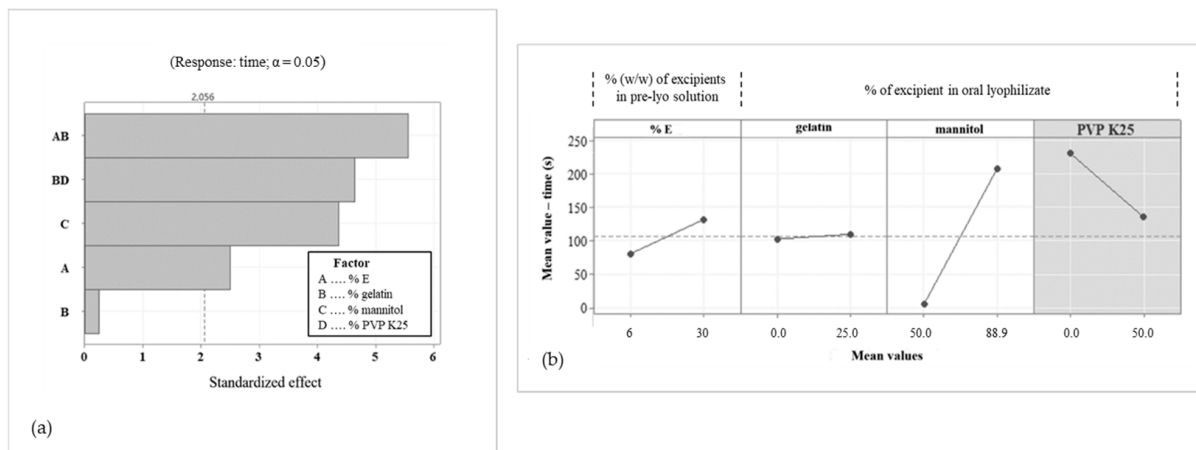 (Response: time; α = 0.05)
2,056
AB
BD
C
A
B
Factor
A .... % E
B .... % gelatin
C .... % mannitol
D .... % PVP K25
0 1 2 3 4 5 6
Standardized effect
(a)
% (w/w) of excipients
in pre-lyo solution
% of excipient in oral lyophilizate
% E gelatin mannitol PVP K25
Mean value – time (s)
250
200
150
100
50
0
6 30 0.0 25.0 50.0 88.9 0.0 50.0
Mean values
(b)